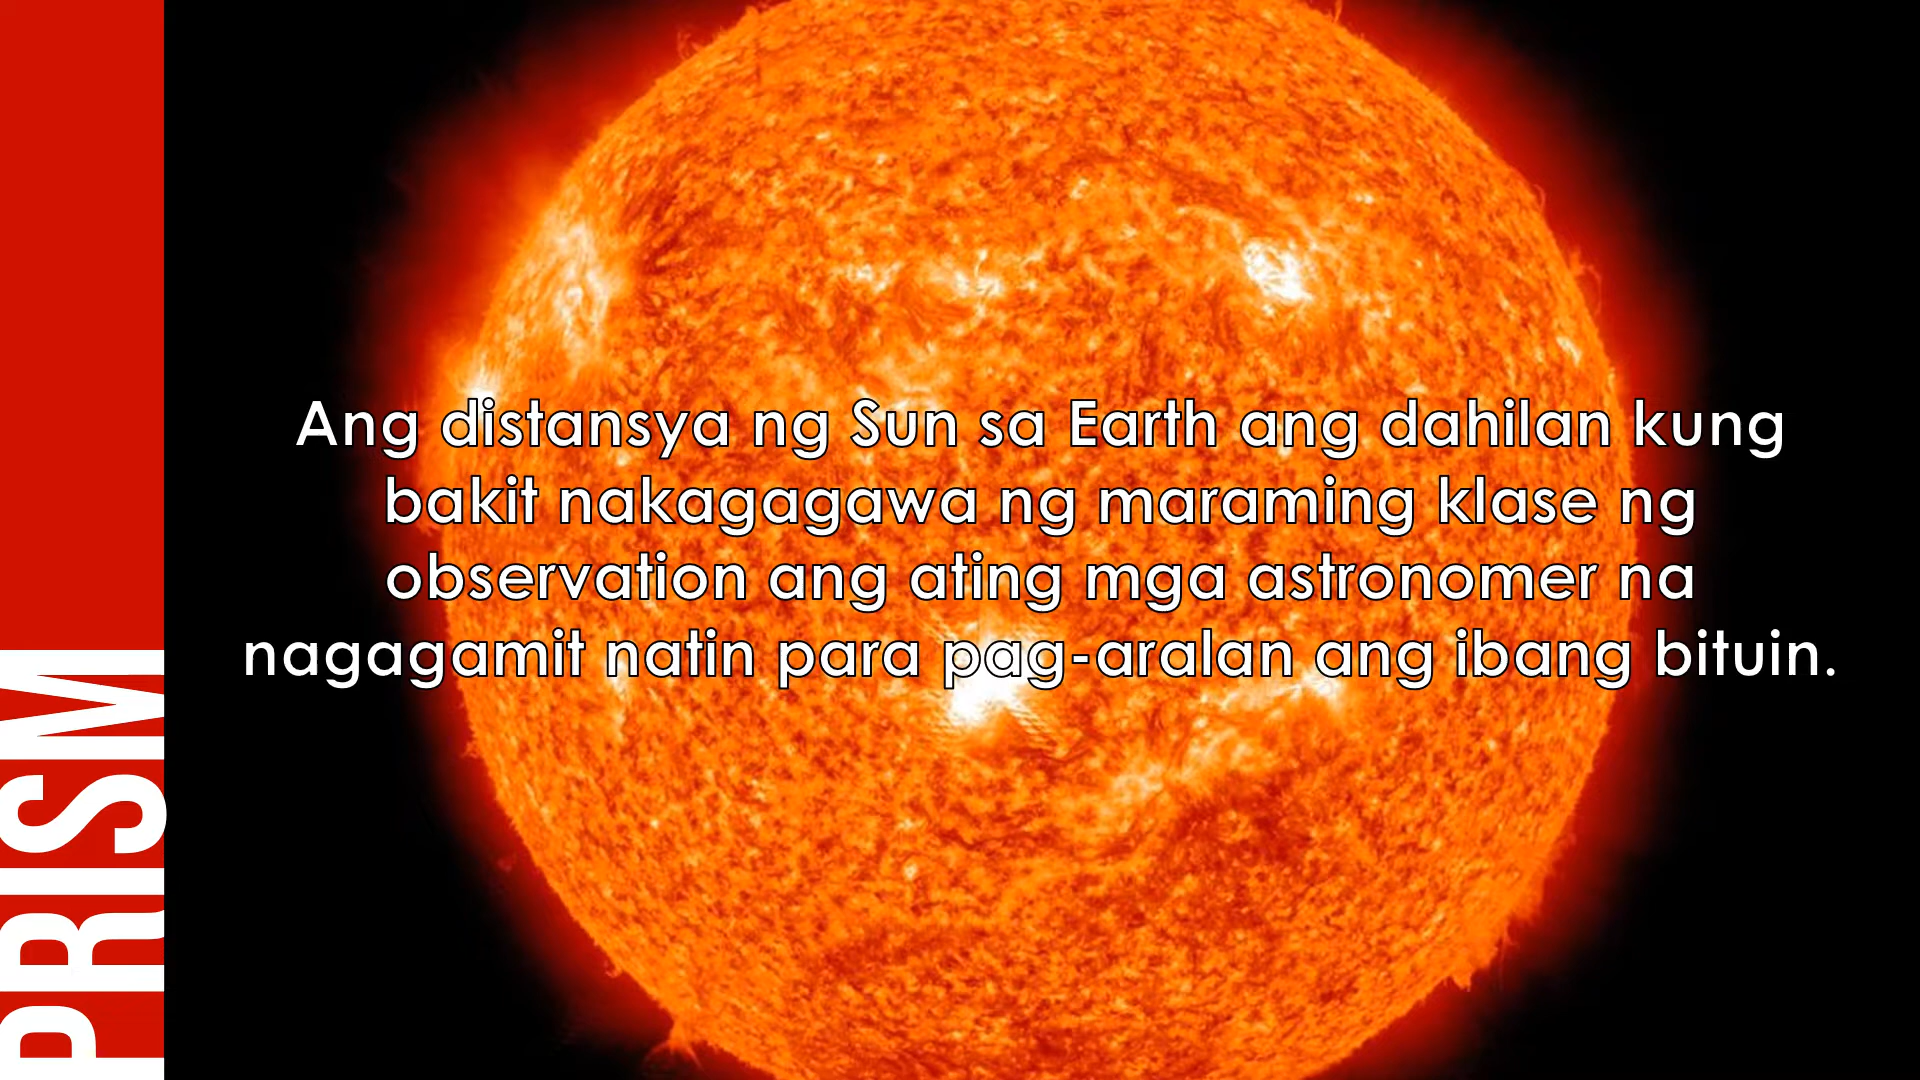 Ang distansya ng Sun sa Earth ang dahilan kung
bakit nakagagawa ng maraming klase ng
observation ang ating mga astronomer na
nagagamit natin para pag-aralan ang ibang bituin.
PRISM